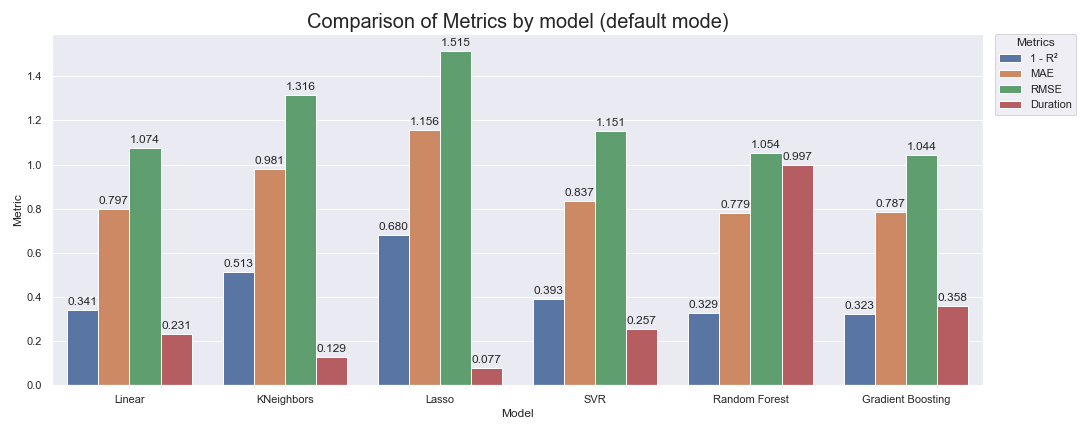 Comparison of Metrics by model (default mode)
Metrics
1 - R²
MAE
RMSE
Duration
Metric
1.4
1.2
1.0
0.8
0.6
0.4
0.2
0.0
0.341
0.797
1.074
0.231
0.513
0.981
1.316
0.129
0.680
1.156
1.515
0.077
0.393
0.837
1.151
0.257
0.329
0.779
1.054
0.997
0.323
0.787
1.044
0.358
Linear
KNeighbors
Lasso
SVR
Random Forest
Gradient Boosting
Model